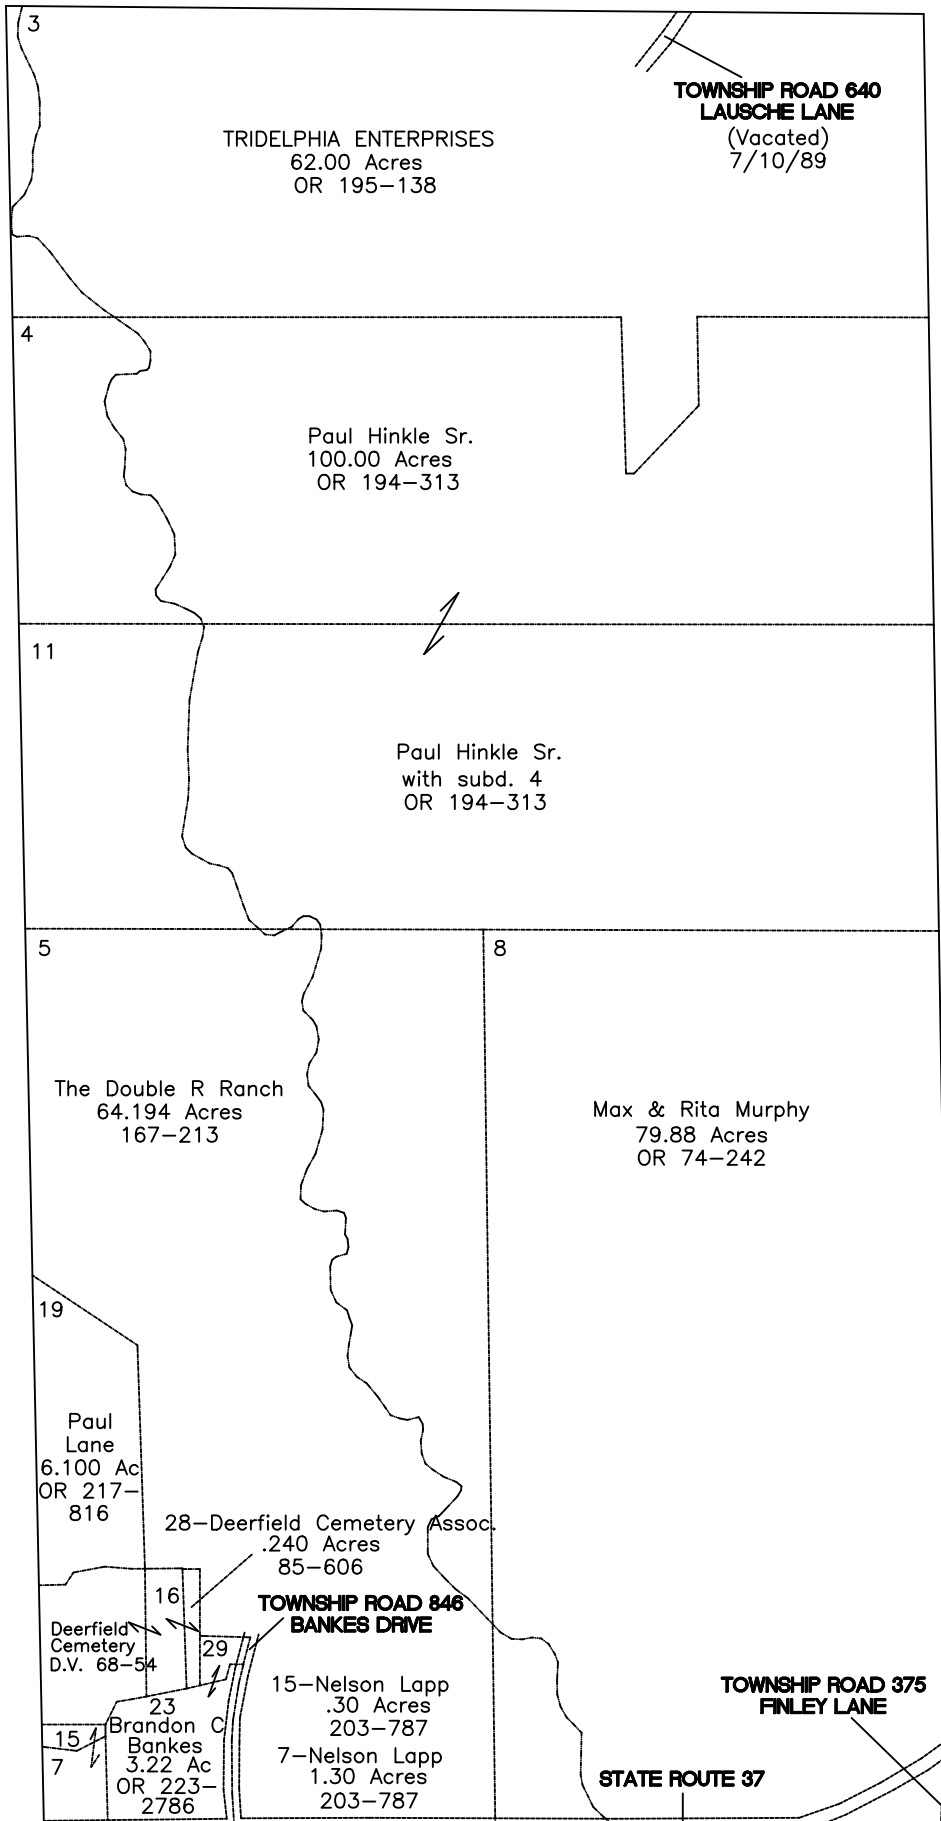 3
TOWNSHIP ROAD 640
LAUSCHE LANE
(Vacated)
7/10/89
TRIDELPHIA ENTERPRISES
62.00 Acres
OR 195-138
4
Paul Hinkle Sr.
100.00 Acres
OR 194-313
11
Paul Hinkle Sr.
with subd. 4
OR 194-313
5
8
The Double R Ranch
64.194 Acres
167-213
Max & Rita Murphy
79.88 Acres
OR 74-242
19
Paul
Lane
6.100 Ac
OR 217-
816
28-Deerfield Cemetery Assoc.
.240 Acres
85-606
16
TOWNSHIP ROAD 846
BANKES DRIVE
Deerfield
Cemetery
D.V. 68-54
29
15-Nelson Lapp
.30 Acres
203-787
7-Nelson Lapp
1.30 Acres
203-787
23
Brandon C
Bankes
3.22 Ac
OR 223-
2786
15
7
TOWNSHIP ROAD 375
FINLEY LANE
STATE ROUTE 37